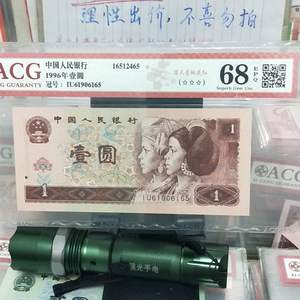 理性出价,不喜勿拍
ACG
GUARANTY
中国人民银行
1996年壹圆
冠号: IU61906165
16512465
(☆☆☆)
68 EPQ
Superb Gem Unc
中国人民银行
壹圆
1
1
IU61906165
强光手电